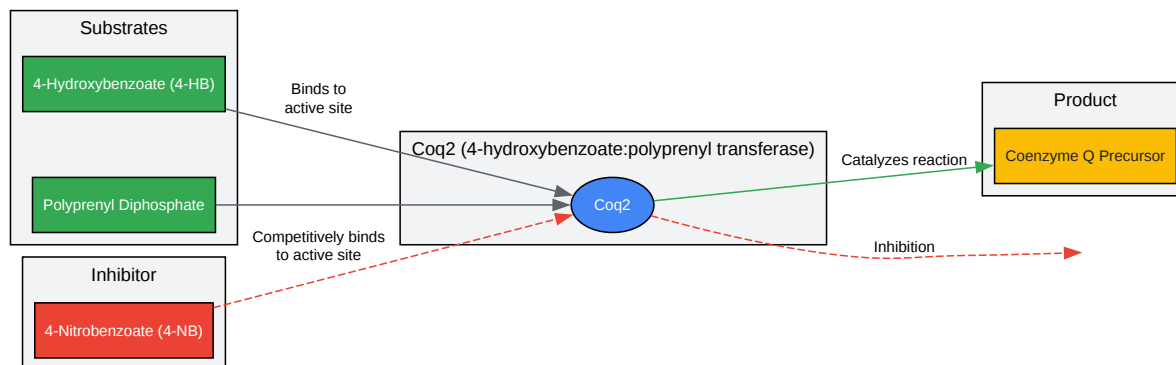 Substrates
4-Hydroxybenzoate (4-HB)
Polyprenyl Diphosphate
Binds to
active site
Coq2 (4-hydroxybenzoate:polyprenyl transferase)
Coq2
Catalyzes reaction
Product
Coenzyme Q Precursor
Competitively binds
to active site
Inhibition
Inhibitor
4-Nitrobenzoate (4-NB)